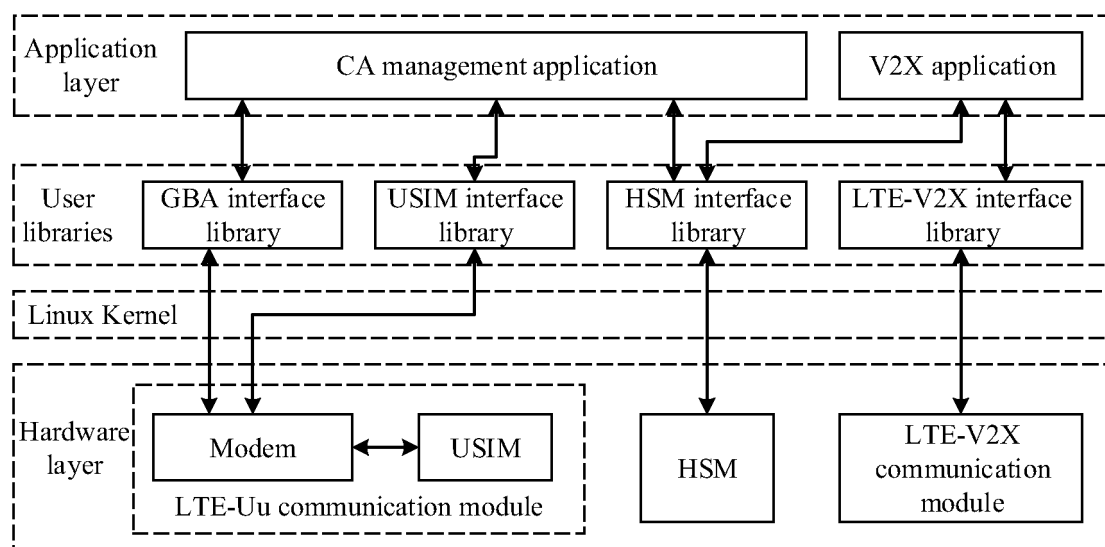 Application
layer
CA management application
V2X application
User
libraries
GBA interface
library
USIM interface
library
HSM interface
library
LTE-V2X interface
library
Linux Kernel
Hardware
layer
Modem
USIM
LTE-Uu communication module
HSM
LTE-V2X
communication
module